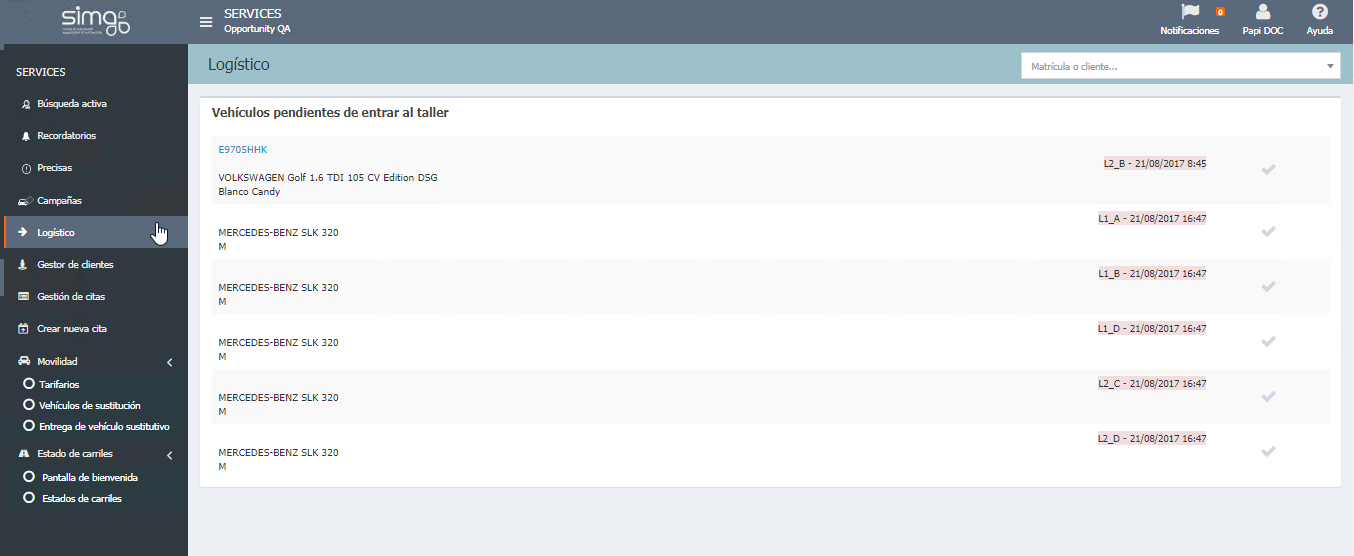 simgo
SERVICES
Opportunity QA
0
Notificaciones
Papi DOC
Ayuda
SERVICES
Búsqueda activa
Recordatorios
Precisas
Campañas
Logístico
Gestor de clientes
Gestión de citas
Crear nueva cita
Movilidad
Tarifarios
Vehículos de sustitución
Entrega de vehículo sustitutivo
Estado de carriles
Pantalla de bienvenida
Estados de carriles
Logístico
Matrícula o cliente...
Vehículos pendientes de entrar al taller
E9705HHK
VOLKSWAGEN Golf 1.6 TDI 105 CV Edition DSG
Blanco Candy
L2_B - 21/08/2017 8:45
L1_A - 21/08/2017 16:47
MERCEDES-BENZ SLK 320
M
L1_B - 21/08/2017 16:47
MERCEDES-BENZ SLK 320
M
L1_D - 21/08/2017 16:47
MERCEDES-BENZ SLK 320
M
L2_C - 21/08/2017 16:47
MERCEDES-BENZ SLK 320
M
L2_D - 21/08/2017 16:47
MERCEDES-BENZ SLK 320
M